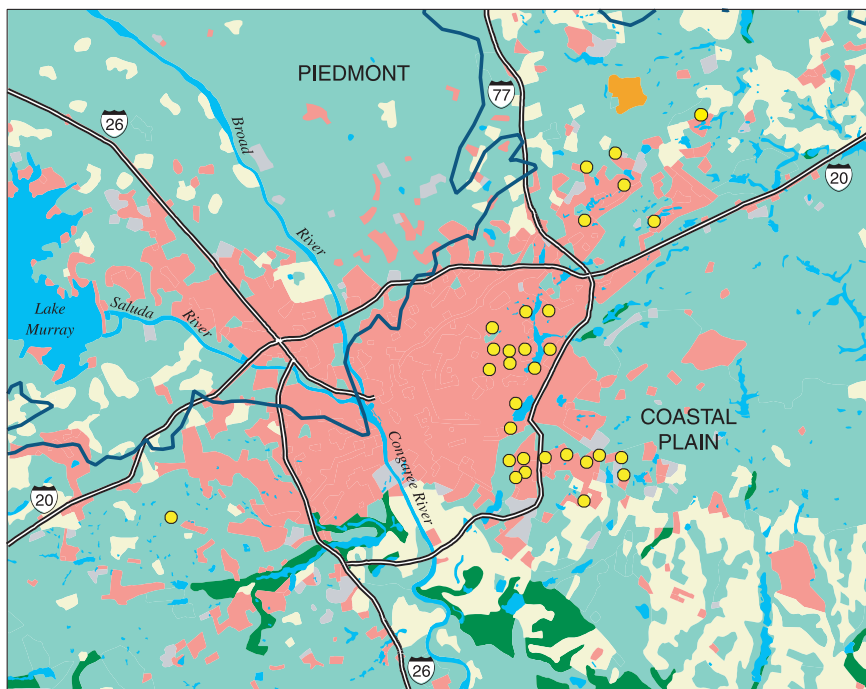 PIEDMONT
77
26
Broad
River
20
Lake
Murray
Saluda
River
COASTAL
PLAIN
Congaree River
20
26